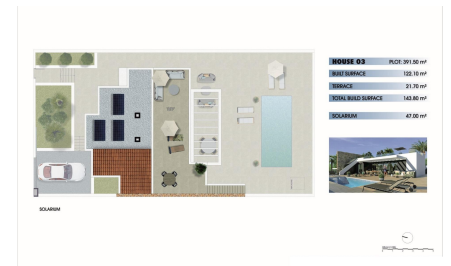 HOUSE 03 PLOT: 391.50 m²
BUILT SURFACE 122.10 m²
TERRACE 21.70 m²
TOTAL BUILD SURFACE 143.80 m²
SOLARIUM 47.00 m²
SOLARIUM